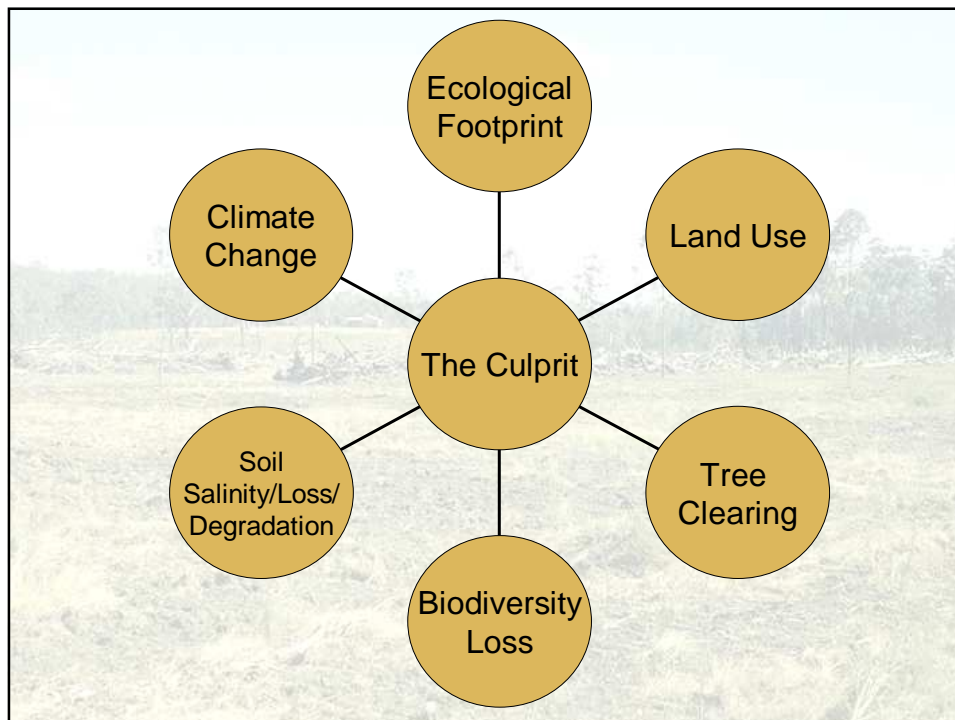 Ecological
Footprint
Climate
Change
Land Use
The Culprit
Soil
Salinity/Loss/
Degradation
Tree
Clearing
Biodiversity
Loss